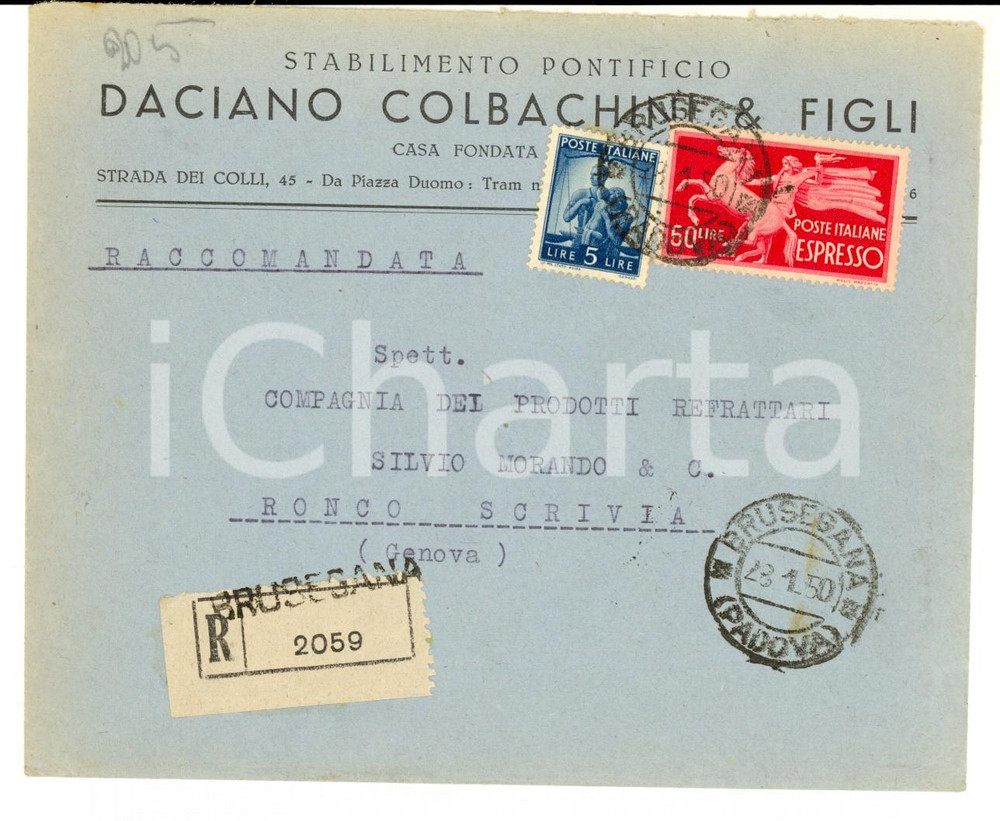 STABILIMENTO PONTIFICIO
DACIANO COLBACHINI & FIGLI
CASA FONDATA
STRADA DEI COLLI, 45 - Da Piazza Duomo: Tram
6
POSTE ITALIANE
LIRE 5 LIRE
50 LIRE
POSTE ITALIANE
ESPRESSO
RACCOMANDATA
Spett.
COMPAGNIA DEI PRODOTTI REFRATTARI
SILVIO MORANDO & C.
RONCO SCRIVIA
(Genova)
iCharta
BRUSEGANA
R
2059
BRUSEGANA
23.1.50
(PADOVA)